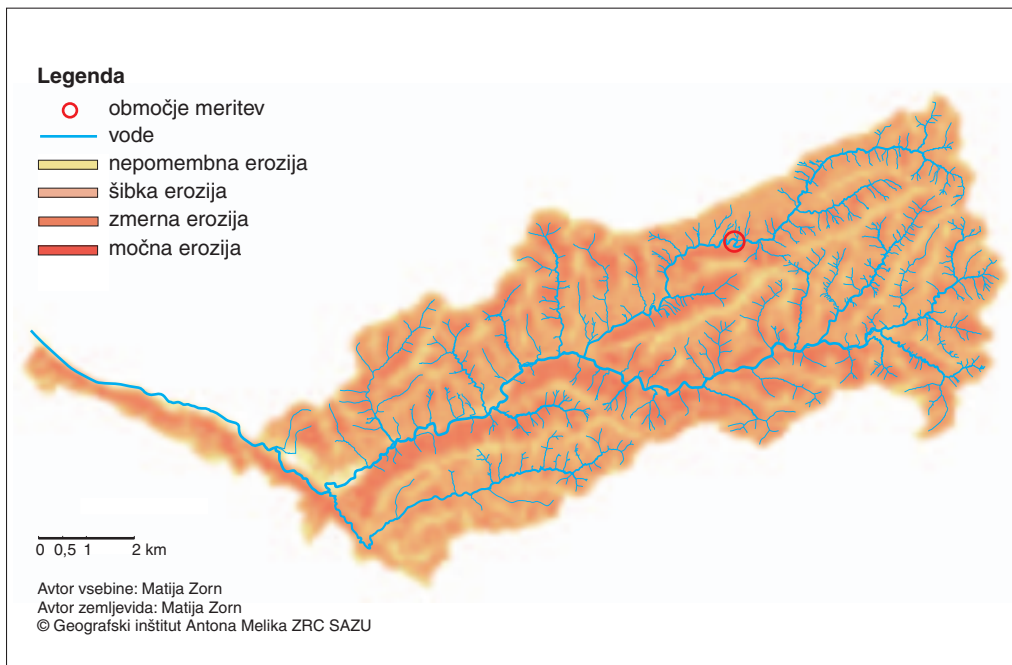 Legenda
območje meritev
vode
nepomembna erozija
šibka erozija
zmerna erozija
močna erozija
0 0,5 1 2 km
Avtor vsebine: Matija Zorn
Avtor zemljevida: Matija Zorn
© Geografski inštitut Antona Melika ZRC SAZU